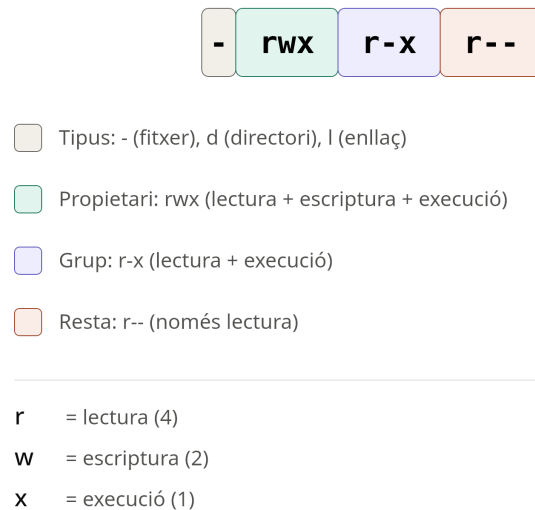 - rwx r-x r--
Tipus: - (fitxer), d (directori), l (enllaç)
Propietari: rwx (lectura + escriptura + execució)
Grup: r-x (lectura + execució)
Resta: r-- (només lectura)
r = lectura (4)
w = escriptura (2)
x = execució (1)